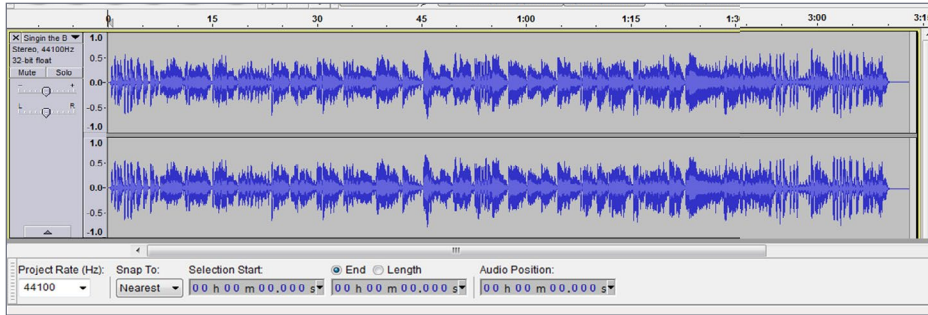 0 15 30 45 1:00 1:15 1:3 3:00 3:1
X Singin the B ▼ 1.0
Stereo, 44100Hz
32-bit float 0.5-
Mute Solo
- + 0.0-
L R -0.5-
-1.0
1.0
0.5-
0.0-
-0.5-
-1.0
Project Rate (Hz): Snap To: Selection Start: End Length Audio Position:
44100 Nearest 00 h 00 m 00.000 s 00 h 00 m 00.000 s 00 h 00 m 00.000 s